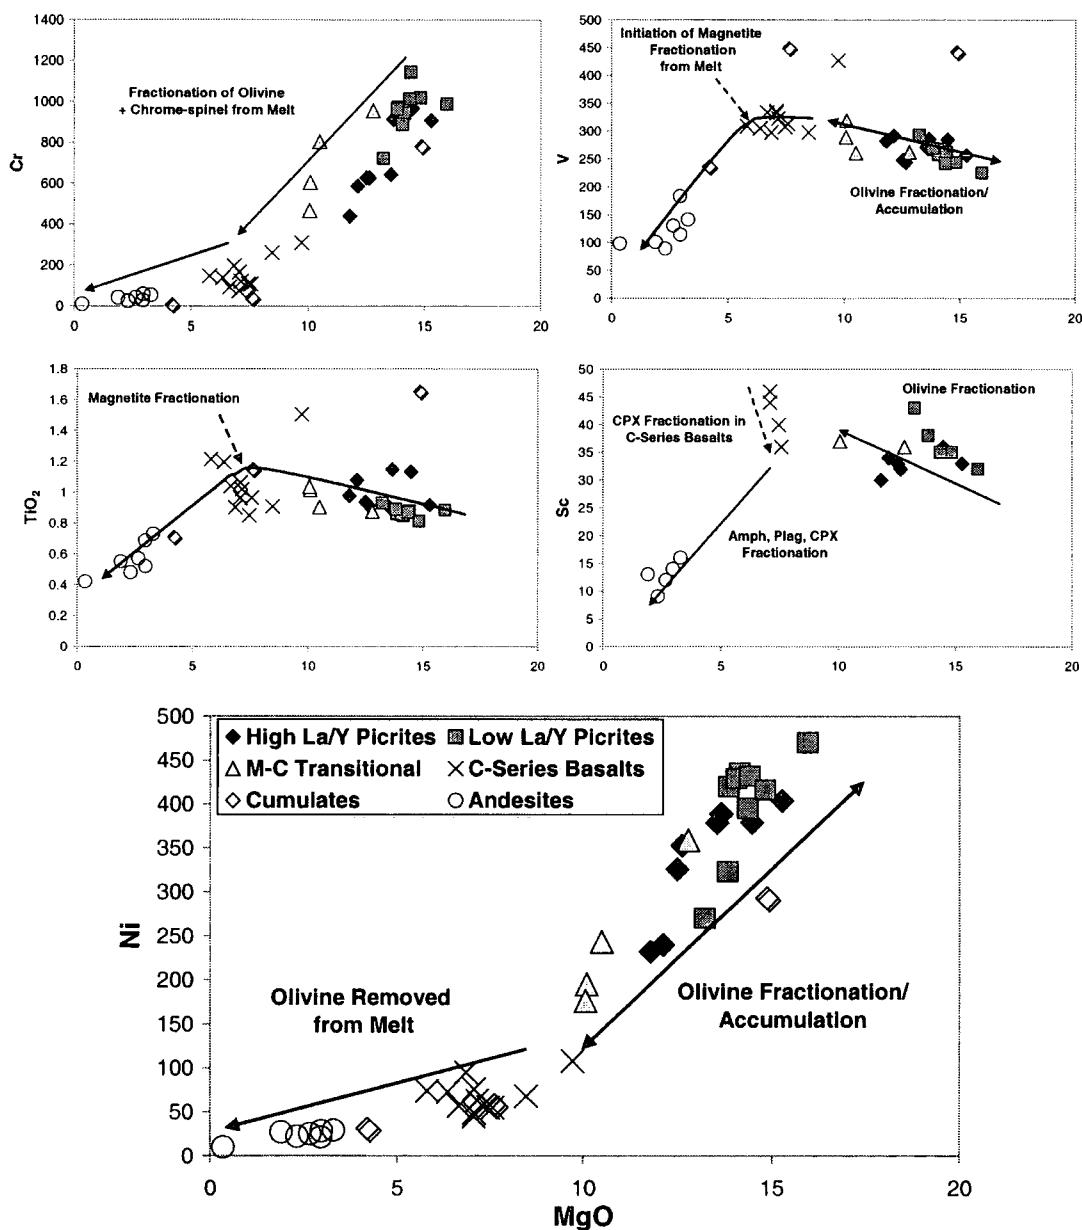 1400
1200
1000
800
600
400
200
0
Cr
Fractionation of Olivine
+ Chrome-spinel from Melt
0 5 10 15 20
500
450
400
350
300
250
200
150
100
50
0
V
Initiation of Magnetite
Fractionation
from Melt
Olivine Fractionation/
Accumulation
0 5 10 15 20
1.8
1.6
1.4
1.2
1
0.8
0.6
0.4
0.2
0
TiO₂
Magnetite Fractionation
0 5 10 15 20
50
45
40
35
30
25
20
15
10
5
0
Sc
Olivine Fractionation
CPX Fractionation in
C-Series Basalts
Amph, Plag, CPX
Fractionation
0 5 10 15 20
500
450
400
350
300
250
200
150
100
50
0
Ni
High La/Y Picrites Low La/Y Picrites
M-C Transitional C-Series Basalts
Cumulates Andesites
Olivine Removed
from Melt
Olivine Fractionation/
Accumulation
0 5 10 15 20
MgO